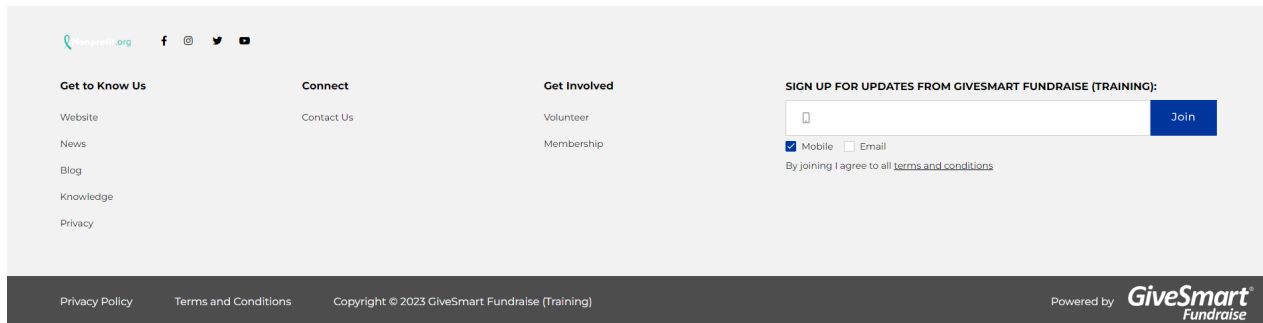 Nonprofit.org
Get to Know Us
Website
News
Blog
Knowledge
Privacy
Connect
Contact Us
Get Involved
Volunteer
Membership
SIGN UP FOR UPDATES FROM GIVESMART FUNDRAISE (TRAINING):
Join
Mobile Email
By joining I agree to all terms and conditions
Privacy Policy Terms and Conditions Copyright © 2023 GiveSmart Fundraise (Training)
Powered by GiveSmart®
Fundraise